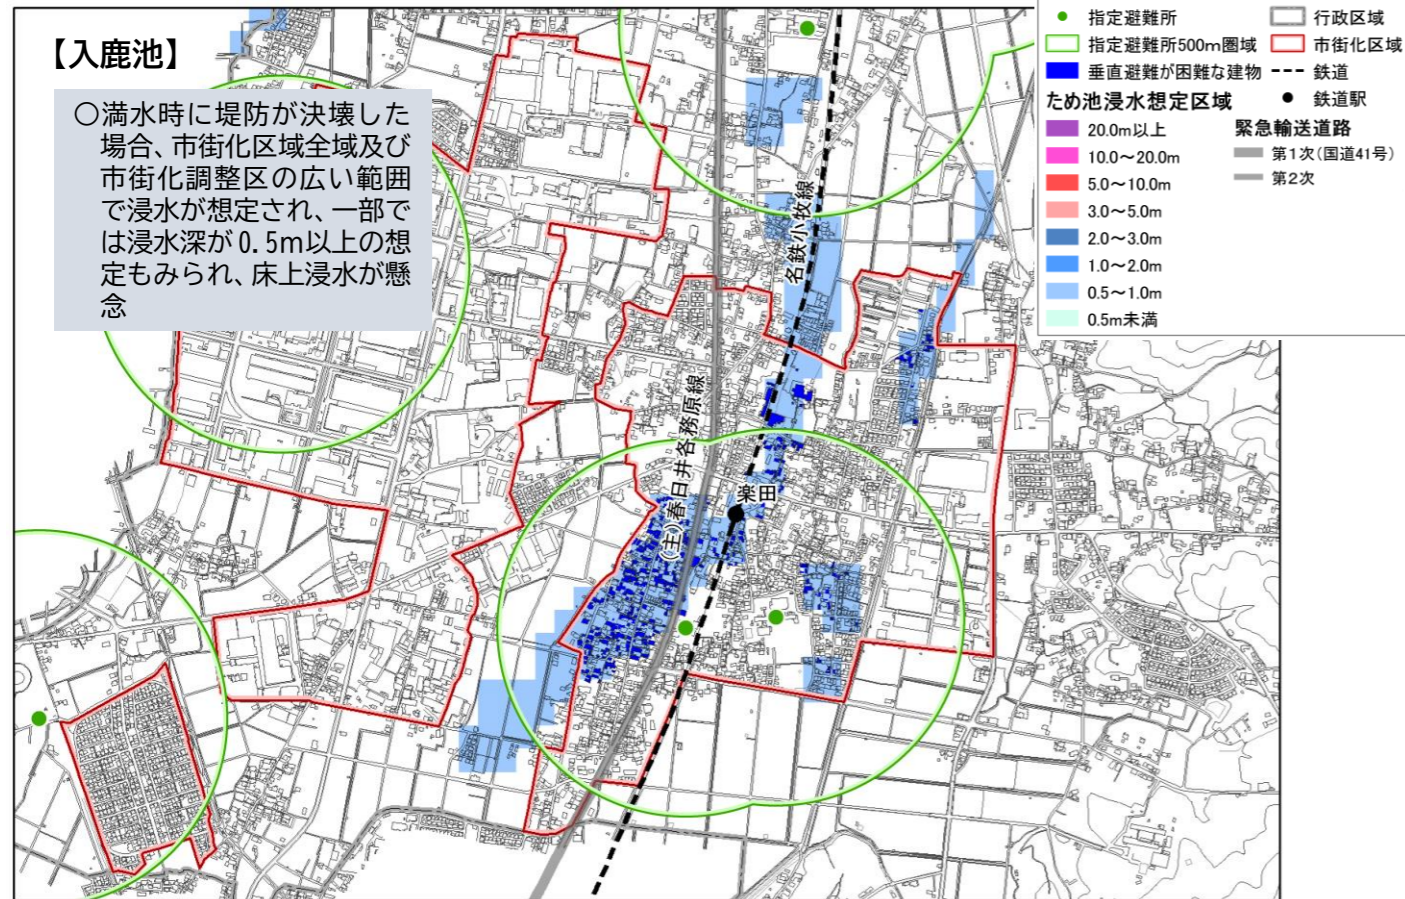 【入鹿池】
○満水時に堤防が決壊した
場合、市街化区域全域及び
市街化調整区の広い範囲
で浸水が想定され、一部で
は浸水深が0.5m以上の想
定もみられ、床上浸水が懸
念
名鉄小牧線
(主)春日井各務原線
楽田
指定避難所
指定避難所500m圏域
垂直避難が困難な建物
ため池浸水想定区域
20.0m以上
10.0～20.0m
5.0～10.0m
3.0～5.0m
2.0～3.0m
1.0～2.0m
0.5～1.0m
0.5m未満
行政区域
市街化区域
鉄道
鉄道駅
緊急輸送道路
第1次(国道41号)
第2次